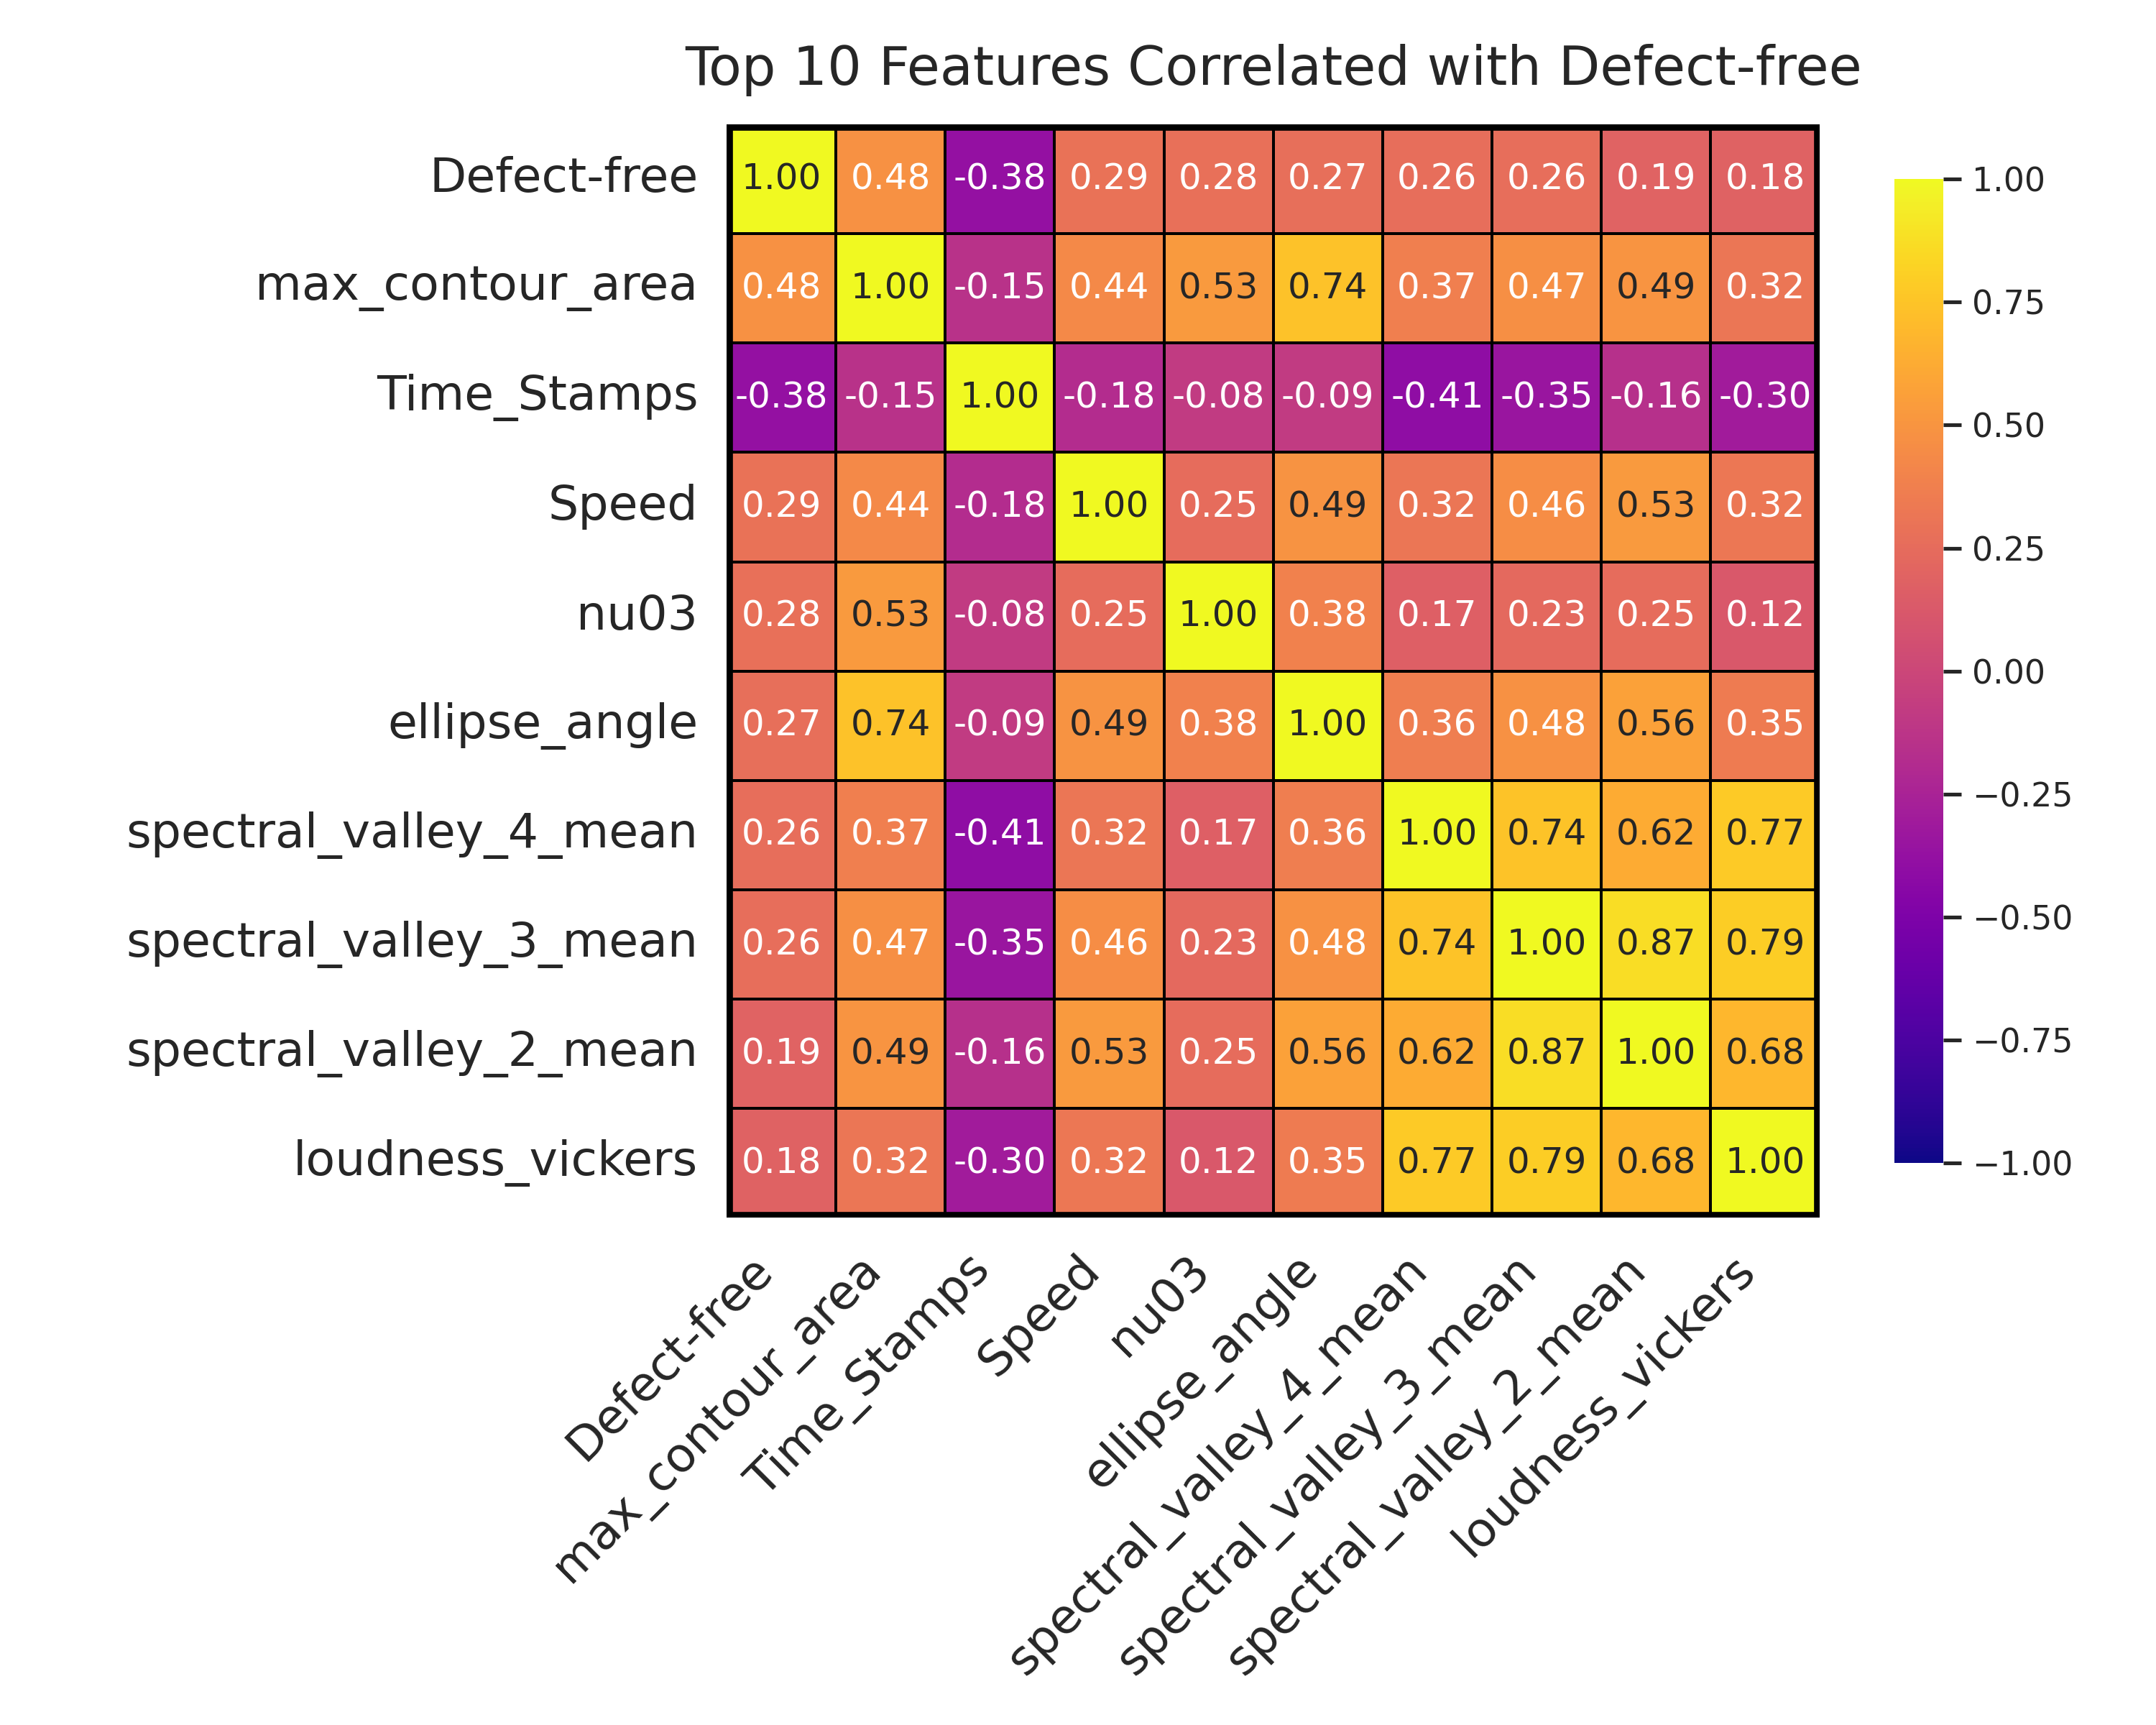 Top 10 Features Correlated with Defect-free
Defect-free 1.00 0.48 -0.38 0.29 0.28 0.27 0.26 0.26 0.19 0.18
max_contour_area 0.48 1.00 -0.15 0.44 0.53 0.74 0.37 0.47 0.49 0.32
Time_Stamps -0.38 -0.15 1.00 -0.18 -0.08 -0.09 -0.41 -0.35 -0.16 -0.30
Speed 0.29 0.44 -0.18 1.00 0.25 0.49 0.32 0.46 0.53 0.32
nu03 0.28 0.53 -0.08 0.25 1.00 0.38 0.17 0.23 0.25 0.12
ellipse_angle 0.27 0.74 -0.09 0.49 0.38 1.00 0.36 0.48 0.56 0.35
spectral_valley_4_mean 0.26 0.37 -0.41 0.32 0.17 0.36 1.00 0.74 0.62 0.77
spectral_valley_3_mean 0.26 0.47 -0.35 0.46 0.23 0.48 0.74 1.00 0.87 0.79
spectral_valley_2_mean 0.19 0.49 -0.16 0.53 0.25 0.56 0.62 0.87 1.00 0.68
loudness_vickers 0.18 0.32 -0.30 0.32 0.12 0.35 0.77 0.79 0.68 1.00
Defect-free
max_contour_area
Time_Stamps
Speed
nu03
ellipse_angle
spectral_valley_4_mean
spectral_valley_3_mean
spectral_valley_2_mean
loudness_vickers
1.00
0.75
0.50
0.25
0.00
−0.25
−0.50
−0.75
−1.00